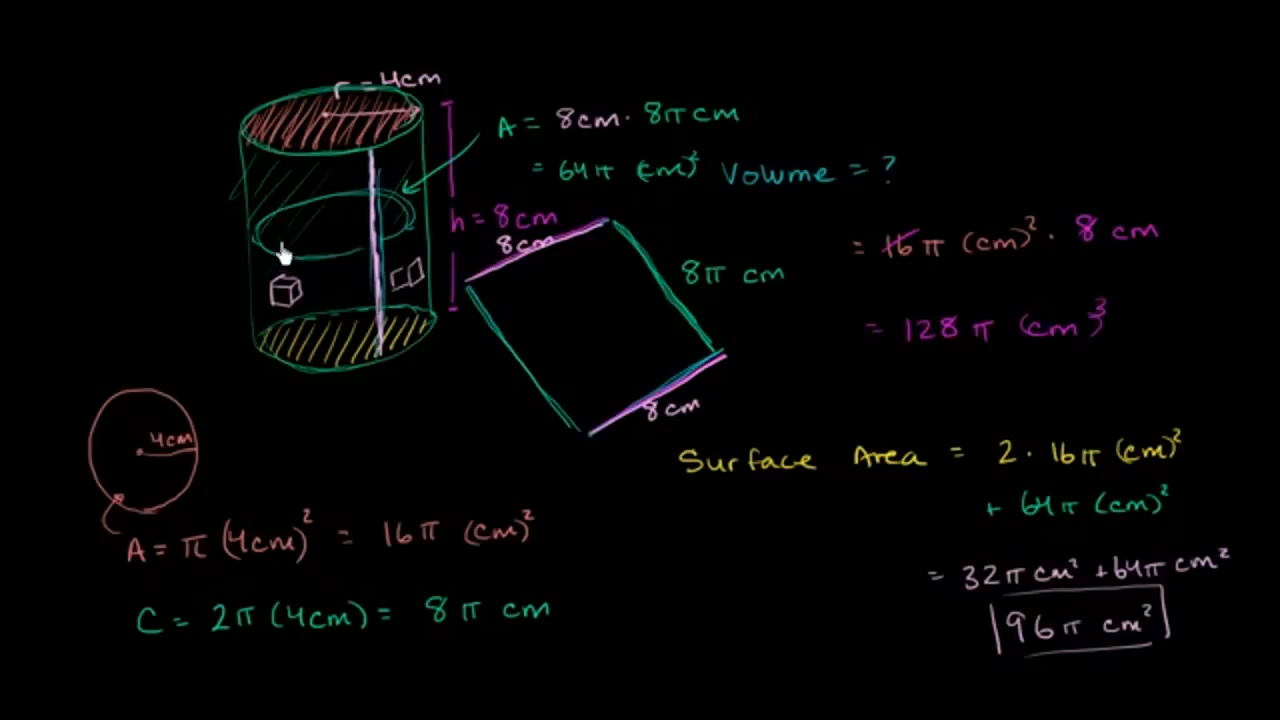 r = 4cm
A = 8cm · 8π cm
= 64π (cm)² Volume = ?
h = 8cm
8cm
8π cm
8cm
= 16π (cm)² · 8 cm
= 128π (cm)³
4cm
A = π(4cm)² = 16π (cm)²
C = 2π(4cm) = 8π cm
Surface Area = 2 · 16π (cm)²
+ 64π (cm)²
= 32π cm² + 64π cm²
96π cm²